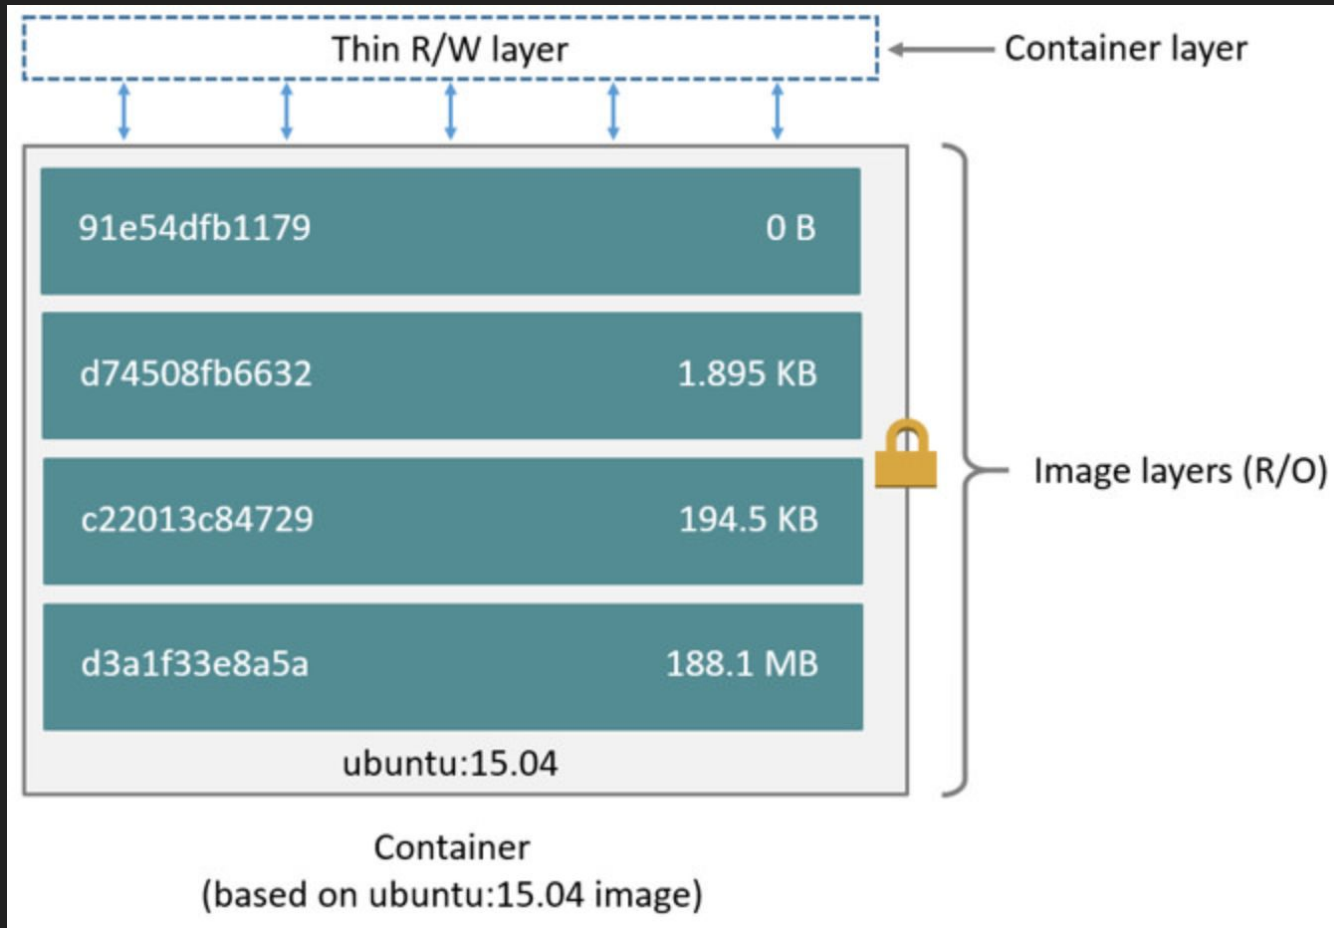 Thin R/W layer
Container layer
91e54dfb1179 0 B
d74508fb6632 1.895 KB
c22013c84729 194.5 KB
Image layers (R/O)
d3a1f33e8a5a 188.1 MB
ubuntu:15.04
Container
(based on ubuntu:15.04 image)